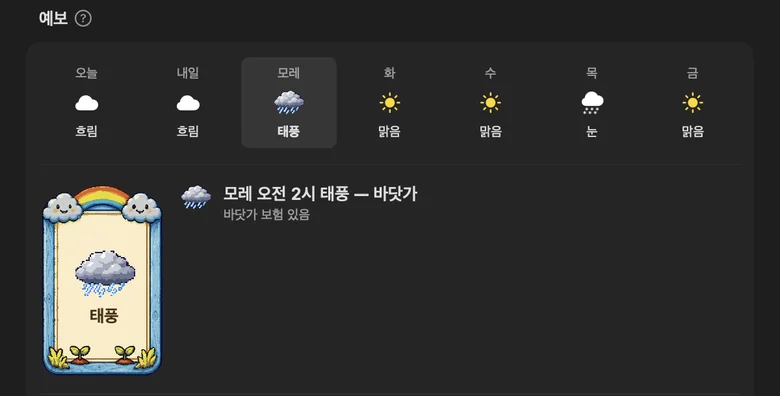 예보 ?
오늘 내일 모레 화 수 목 금
흐림 흐림 태풍 맑음 맑음 눈 맑음
모레 오전 2시 태풍 — 바닷가
바닷가 보험 있음
태풍